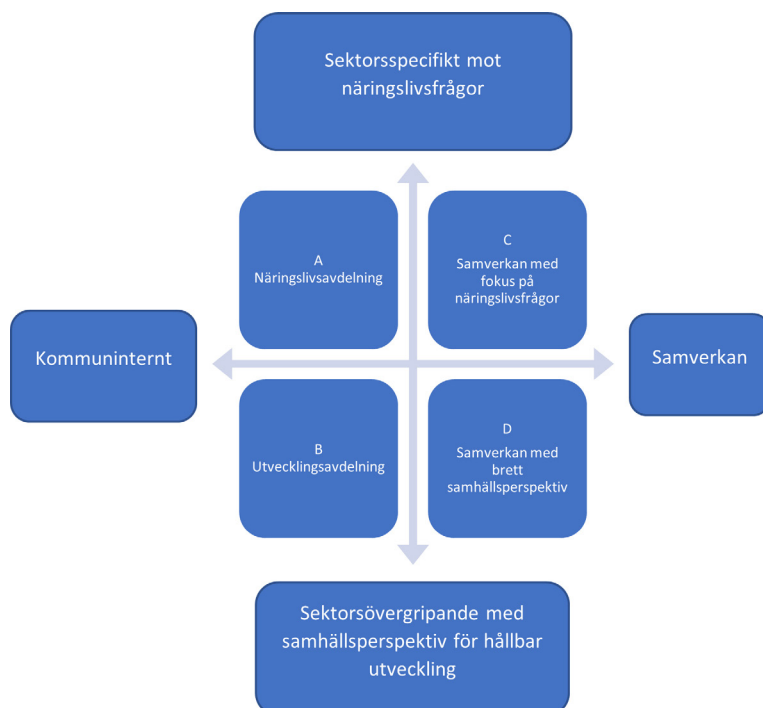 Sektorsspecifikt mot
näringslivsfrågor
A
Näringslivsavdelning
C
Samverkan med
fokus på
näringslivsfrågor
Kommuninternt
Samverkan
B
Utvecklingsavdelning
D
Samverkan med
brett
samhällsperspektiv
Sektorsövergripande med
samhällsperspektiv för hållbar
utveckling